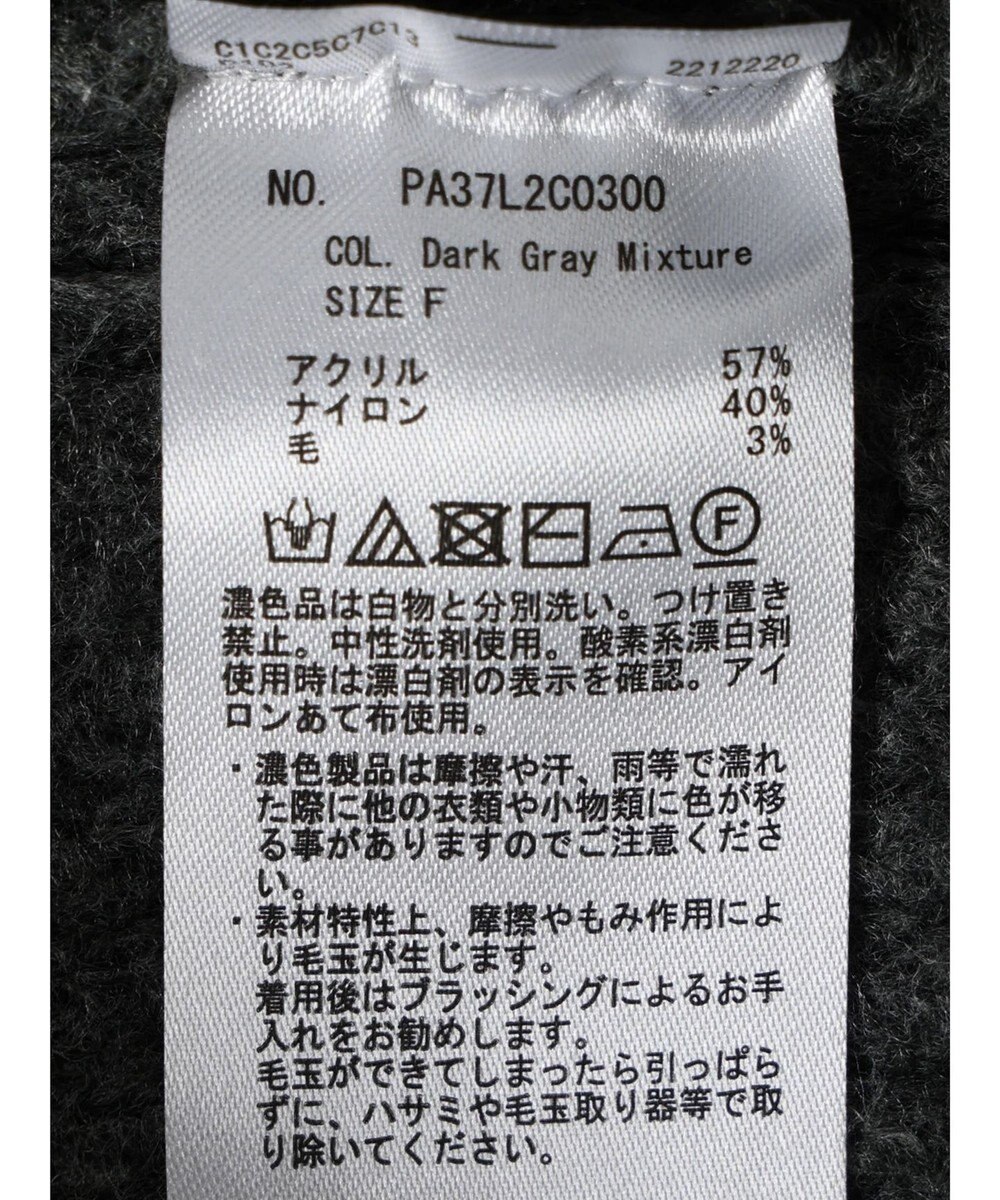 C1C2C5C7C13
2212220
NO. PA37L2C0300
COL. Dark Gray Mixture
SIZE F
アクリル 57%
ナイロン 40%
毛 3%
F
濃色品は白物と分別洗い。つけ置き
禁止。中性洗剤使用。酸素系漂白剤
使用時は漂白剤の表示を確認。アイ
ロンあて布使用。
・濃色製品は摩擦や汗、雨等で濡れ
た際に他の衣類や小物類に色が移
る事がありますのでご注意くださ
い。
・素材特性上、摩擦やもみ作用によ
り毛玉が生じます。
着用後はブラッシングによるお手
入れをお勧めします。
毛玉ができてしまったら引っぱら
ずに、ハサミや毛玉取り器等で取
り除いてください。